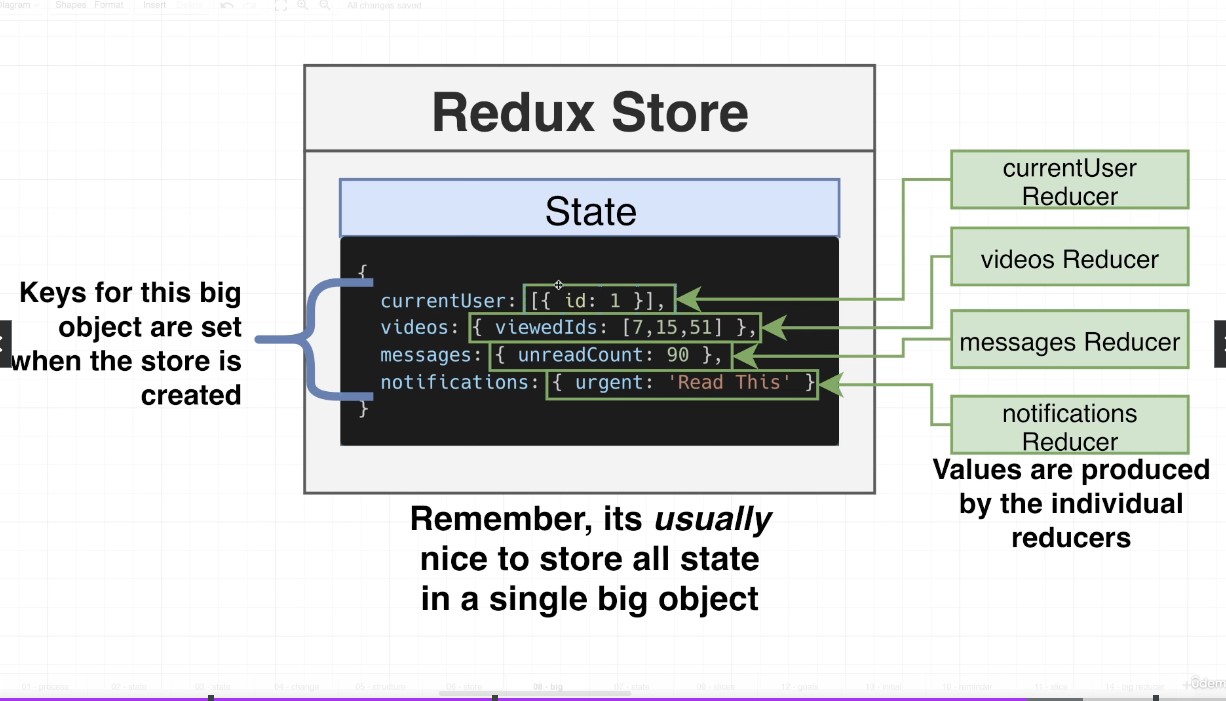 Shapes Format Insert All changes saved
Redux Store
State
{
currentUser: [{ id: 1 }],
videos: { viewedIds: [7,15,51] },
messages: { unreadCount: 90 },
notifications: { urgent: 'Read This' }
}
Keys for this big
object are set
when the store is
created
currentUser
Reducer
videos Reducer
messages Reducer
notifications
Reducer
Values are produced
by the individual
reducers
Remember, its usually
nice to store all state
in a single big object
06 - big